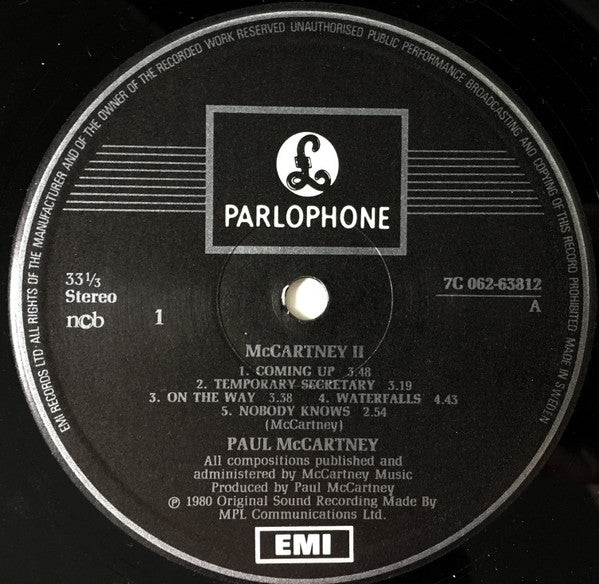 EMI RECORDS LTD · ALL RIGHTS OF THE MANUFACTURER AND OF THE OWNER OF THE RECORDED WORK RESERVED UNAUTHORISED PUBLIC PERFORMANCE BROADCASTING AND COPYING OF THIS RECORD PROHIBITED · MADE IN SWEDEN
£
PARLOPHONE
33⅓
Stereo
ncb 1
7C 062-63812
A
McCARTNEY II
1. COMING UP 3.48
2. TEMPORARY SECRETARY 3.19
3. ON THE WAY 3.38 4. WATERFALLS 4.43
5. NOBODY KNOWS 2.54
(McCartney)
PAUL McCARTNEY
All compositions published and
administered by McCartney Music
Produced by Paul McCartney
℗ 1980 Original Sound Recording Made By
MPL Communications Ltd.
EMI